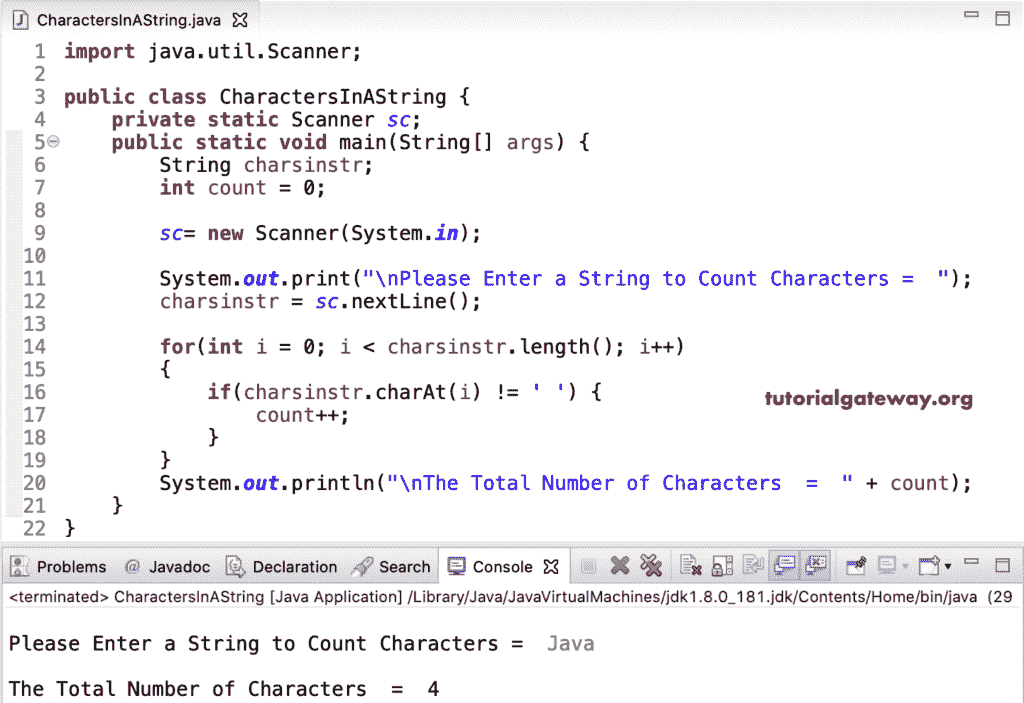 CharactersInAString.java
1 import java.util.Scanner;
2
3 public class CharactersInAString {
4     private static Scanner sc;
5     public static void main(String[] args) {
6         String charsinstr;
7         int count = 0;
8
9         sc= new Scanner(System.in);
10
11         System.out.print("\nPlease Enter a String to Count Characters =  ");
12         charsinstr = sc.nextLine();
13
14         for(int i = 0; i < charsinstr.length(); i++)
15         {
16             if(charsinstr.charAt(i) != ' ') {
tutorialgateway.org
17                 count++;
18             }
19         }
20         System.out.println("\nThe Total Number of Characters  =  " + count);
21     }
22 }
Problems @ Javadoc Declaration Search Console
<terminated> CharactersInAString [Java Application] /Library/Java/JavaVirtualMachines/jdk1.8.0_181.jdk/Contents/Home/bin/java (29
Please Enter a String to Count Characters =  Java
The Total Number of Characters  =  4